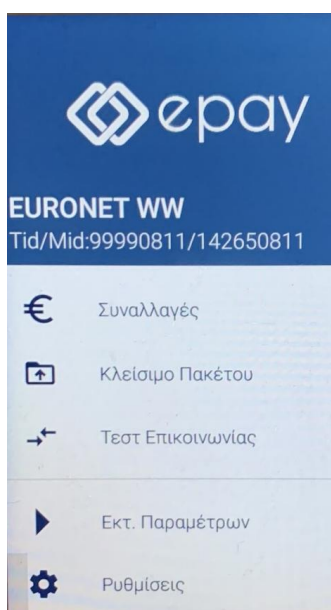 epay
EURONET WW
Tid/Mid:99990811/142650811
Συναλλαγές
Κλείσιμο Πακέτου
Τεστ Επικοινωνίας
Εκτ. Παραμέτρων
Ρυθμίσεις